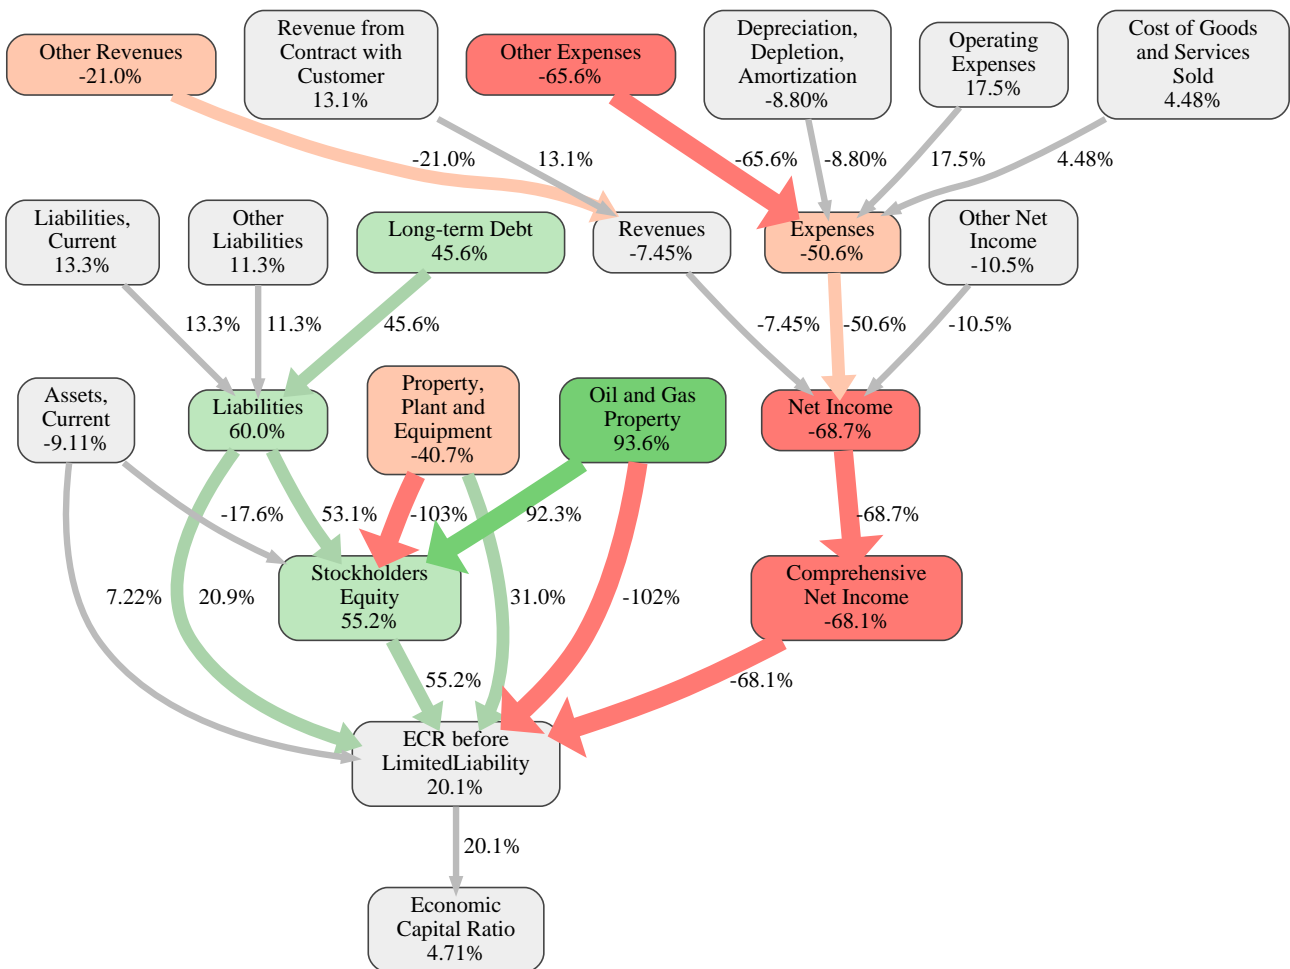 Other Revenues
-21.0%
Revenue from
Contract with
Customer
13.1%
Other Expenses
-65.6%
Depreciation,
Depletion,
Amortization
-8.80%
Operating
Expenses
17.5%
Cost of Goods
and Services
Sold
4.48%
-21.0%
13.1%
-65.6%
-8.80%
17.5%
4.48%
Liabilities,
Current
13.3%
Other
Liabilities
11.3%
Long-term Debt
45.6%
Revenues
-7.45%
Expenses
-50.6%
Other Net
Income
-10.5%
13.3%
11.3%
45.6%
-7.45%
-50.6%
-10.5%
Assets,
Current
-9.11%
Liabilities
60.0%
Property,
Plant and
Equipment
-40.7%
Oil and Gas
Property
93.6%
Net Income
-68.7%
-17.6%
53.1%
-103%
92.3%
-68.7%
Stockholders
Equity
55.2%
Comprehensive
Net Income
-68.1%
7.22%
20.9%
31.0%
-102%
55.2%
-68.1%
ECR before
LimitedLiability
20.1%
20.1%
Economic
Capital Ratio
4.71%